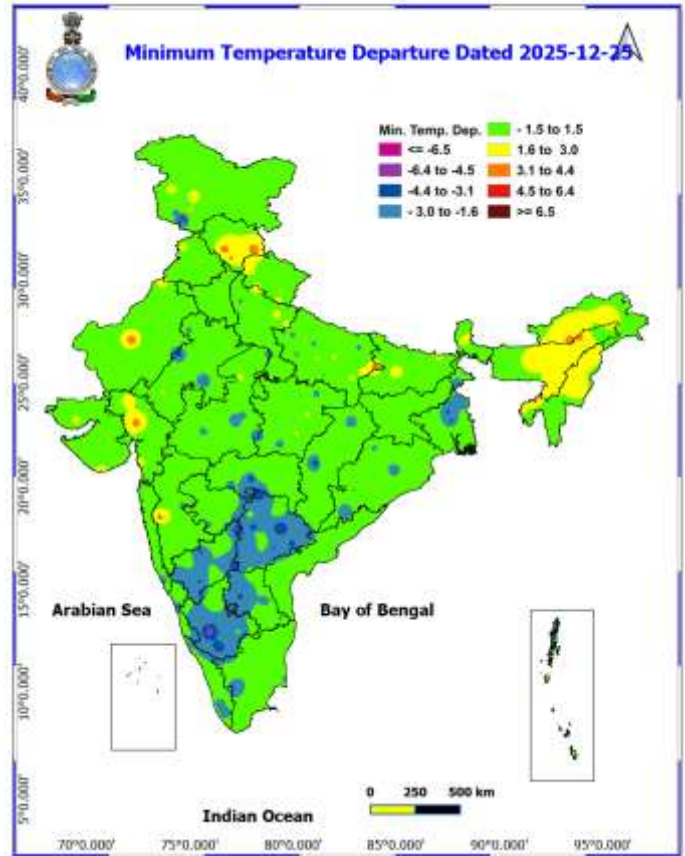 Minimum Temperature Departure Dated 2025-12-25
Min. Temp. Dep.
<= -6.5
-6.4 to -4.5
-4.4 to -3.1
- 3.0 to -1.6
- 1.5 to 1.5
1.6 to 3.0
3.1 to 4.4
4.5 to 6.4
>= 6.5
40°0.000'
35°0.000'
30°0.000'
25°0.000'
20°0.000'
15°0.000'
10°0.000'
5°0.000'
Arabian Sea
Bay of Bengal
Indian Ocean
0 250 500 km
70°0.000' 75°0.000' 80°0.000' 85°0.000' 90°0.000' 95°0.000'